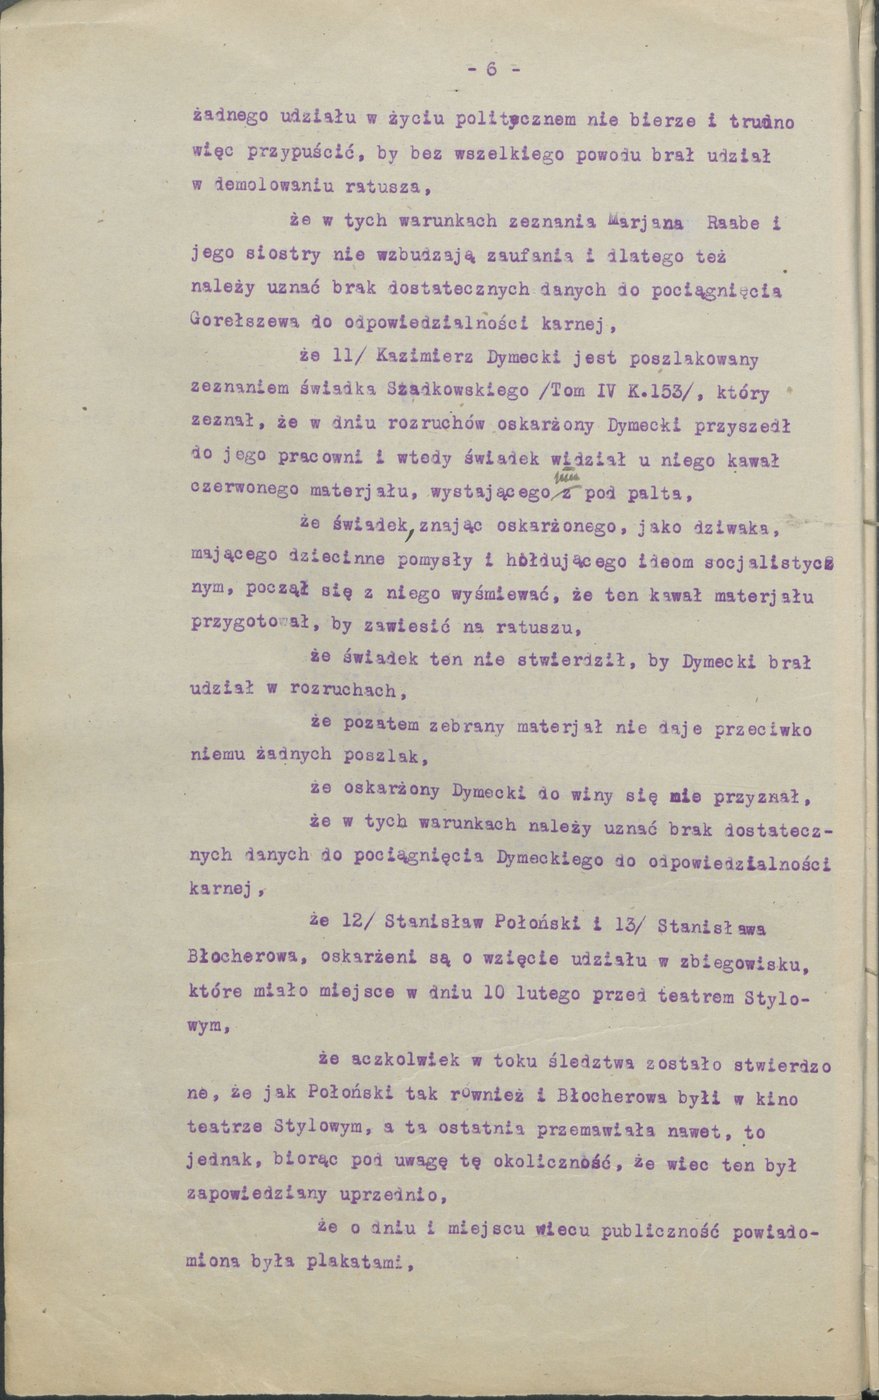 - 6 -
żadnego udziału w życiu politycznem nie bierze i trudno
więc przypuścić, by bez wszelkiego powodu brał udział
w demolowaniu ratusza,
że w tych warunkach zeznania Marjana Raabe i
jego siostry nie wzbudzają zaufania i dlatego też
należy uznać brak dostatecznych danych do pociągnięcia
Gorełszewa do odpowiedzialności karnej,
że 11/ Kazimierz Dymecki jest poszlakowany
zeznaniem świadka Szadkowskiego /Tom IV K.153/, który
zeznał, że w dniu rozruchów oskarżony Dymecki przyszedł
do jego pracowni i wtedy świadek widział u niego kawał
czerwonego materjału, wystającego z pod palta,
że świadek, znając oskarżonego, jako dziwaka,
mającego dziecinne pomysły i hołdującego ideom socjalistycz
nym, począł się z niego wyśmiewać, że ten kawał materjału
przygotował, by zawiesić na ratuszu,
że świadek ten nie stwierdził, by Dymecki brał
udział w rozruchach,
że pozatem zebrany materjał nie daje przeciwko
niemu żadnych poszlak,
że oskarżony Dymecki do winy się nie przyznał,
że w tych warunkach należy uznać brak dostatecz-
nych danych do pociągnięcia Dymeckiego do odpowiedzialności
karnej,
że 12/ Stanisław Połoński i 13/ Stanisława
Błocherowa, oskarżeni są o wzięcie udziału w zbiegowisku,
które miało miejsce w dniu 10 lutego przed teatrem Stylo-
wym,
że aczkolwiek w toku śledztwa zostało stwierdzo
ne, że jak Połoński tak również i Błocherowa byłi w kino
teatrze Stylowym, a ta ostatnia przemawiała nawet, to
jednak, biorąc pod uwagę tę okoliczność, że wiec ten był
zapowiedziany uprzednio,
że o dniu i miejscu wiecu publiczność powiado-
miona była plakatami,